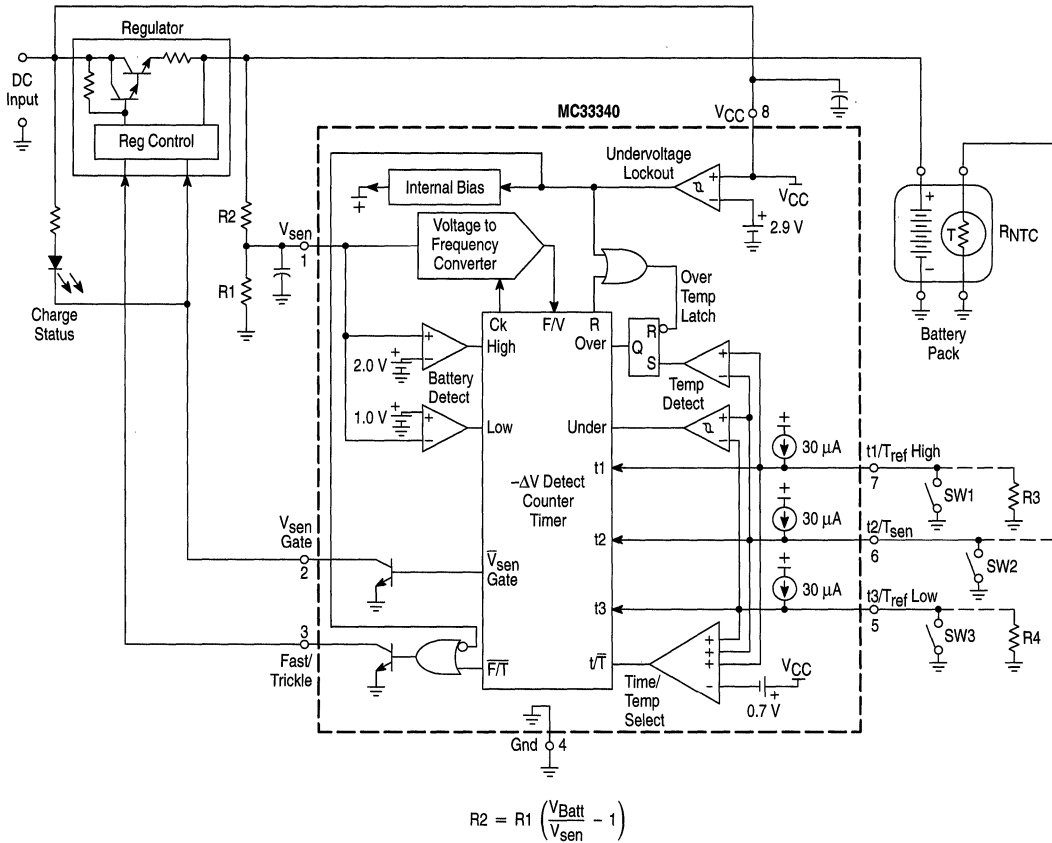 Regulator
DC
Input
Reg Control
MC33340
VCC 8
Undervoltage
Lockout
VCC
2.9 V
Internal Bias
R2
Vsen
1
Voltage to
Frequency
Converter
R1
Charge
Status
Over
Temp
Latch
Ck
F/V
R
High
Over
Q
R
S
2.0 V
Battery
Detect
Temp
Detect
1.0 V
Low
Under
+
−
T
RNTC
Battery
Pack
30 µA
t1
t1/Tref High
7
SW1
R3
−ΔV Detect
Counter
Timer
30 µA
t2
t2/Tsen
6
SW2
Vsen
Gate
2
V̅sen
Gate
30 µA
t3
t3/Tref Low
5
SW3
R4
3
Fast/
Trickle
F̅/T̅
t/T̅
Time/
Temp
Select
VCC
0.7 V
Gnd 4
R2 = R1 (VBatt/Vsen − 1)